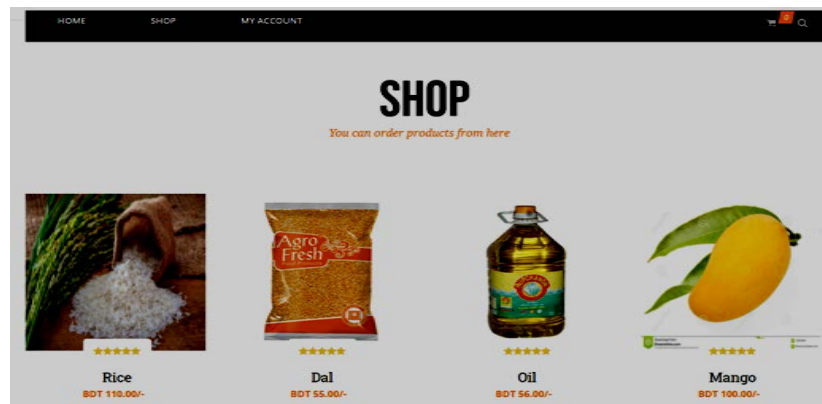 HOME SHOP MY ACCOUNT 0
SHOP
You can order products from here
Agro
Fresh
Rice Dal Oil Mango
BDT 110.00/- BDT 55.00/- BDT 56.00/- BDT 100.00/-